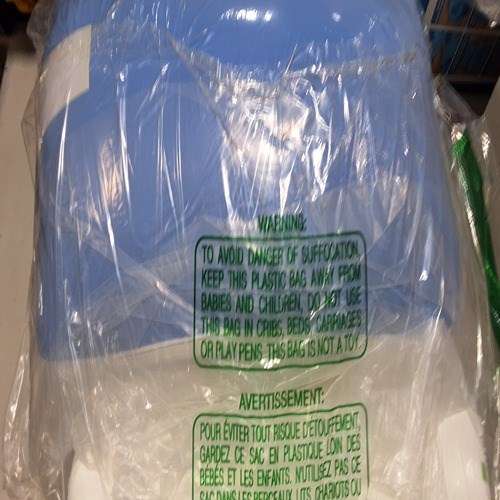 WARNING:
TO AVOID DANGER OF SUFFOCATION,
KEEP THIS PLASTIC BAG AWAY FROM
BABIES AND CHILDREN, DO NOT USE
THIS BAG IN CRIBS, BEDS, CARRIAGES
OR PLAY PENS. THIS BAG IS NOT A TOY.
AVERTISSEMENT:
POUR ÉVITER TOUT RISQUE D'ÉTOUFFEMENT,
GARDEZ CE SAC EN PLASTIQUE LOIN DES
BÉBÉS ET LES ENFANTS. N'UTILISEZ PAS CE
SAC DANS LES BERCEAUX, LITS, CHARIOTS OU